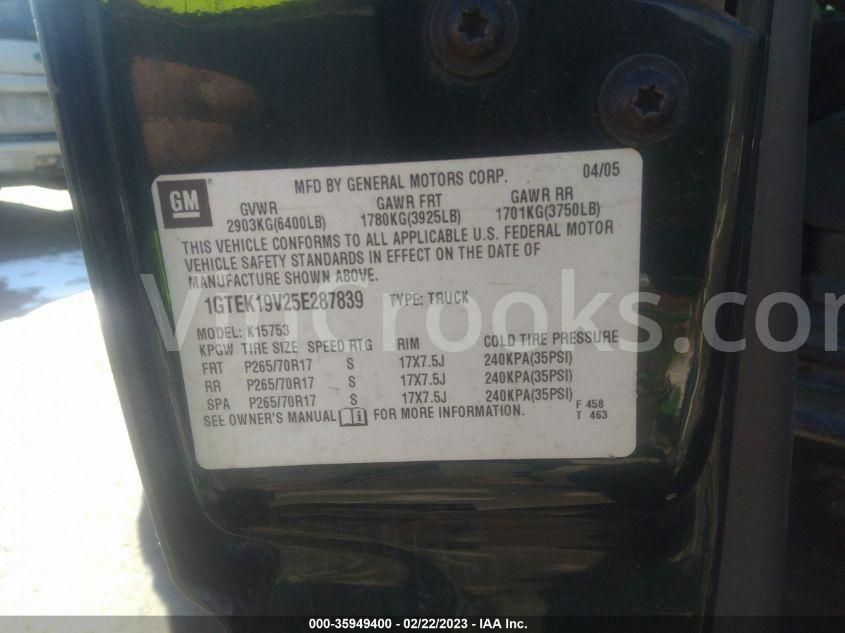 GM
MFD BY GENERAL MOTORS CORP. 04/05
GVWR GAWR FRT GAWR RR
2903KG(6400LB) 1780KG(3925LB) 1701KG(3750LB)
THIS VEHICLE CONFORMS TO ALL APPLICABLE U.S. FEDERAL MOTOR
VEHICLE SAFETY STANDARDS IN EFFECT ON THE DATE OF
MANUFACTURE SHOWN ABOVE.
1GTEK19V25E287839 TYPE: TRUCK
MODEL: K15753
KPGW TIRE SIZE SPEED RTG RIM COLD TIRE PRESSURE
FRT P265/70R17 S 17X7.5J 240KPA(35PSI)
RR P265/70R17 S 17X7.5J 240KPA(35PSI)
SPA P265/70R17 S 17X7.5J 240KPA(35PSI)
SEE OWNER'S MANUAL FOR MORE INFORMATION.
F 458
T 463
VinCrooks.com
000-35949400 - 02/22/2023 - IAA Inc.